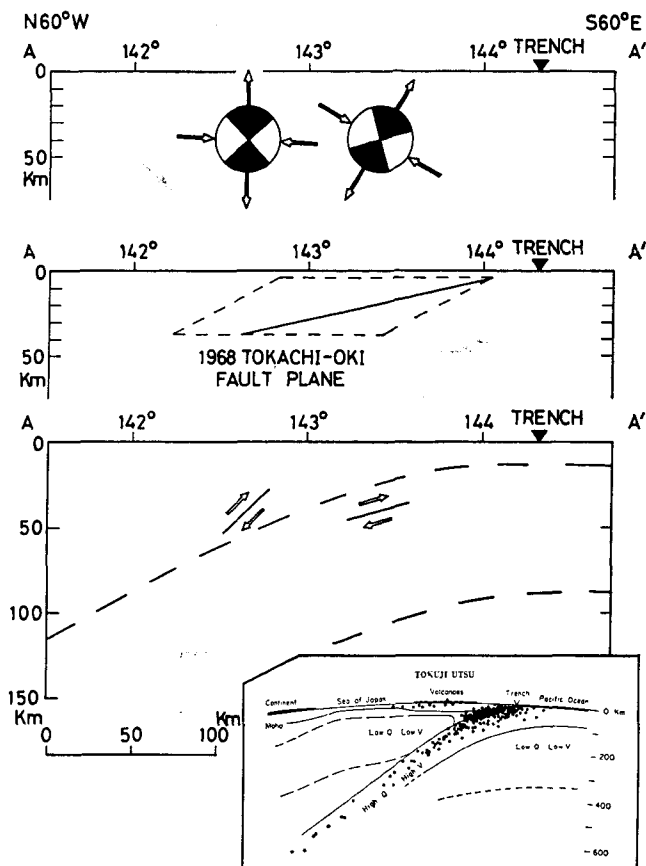 N60°W S60°E
A 142° 143° 144° TRENCH A'
0
50
Km
A 142° 143° 144° TRENCH A'
0
50
Km
1968 TOKACHI-OKI
FAULT PLANE
A 142° 143° 144° TRENCH A'
0
50
100
150
Km
0 50 100
TOKUJI UTSU
Continent Sea of Japan Volcanoes Trench Pacific Ocean
0 Km
Moho
Low Q Low V
Low Q Low V
High Q High V
200
400
600